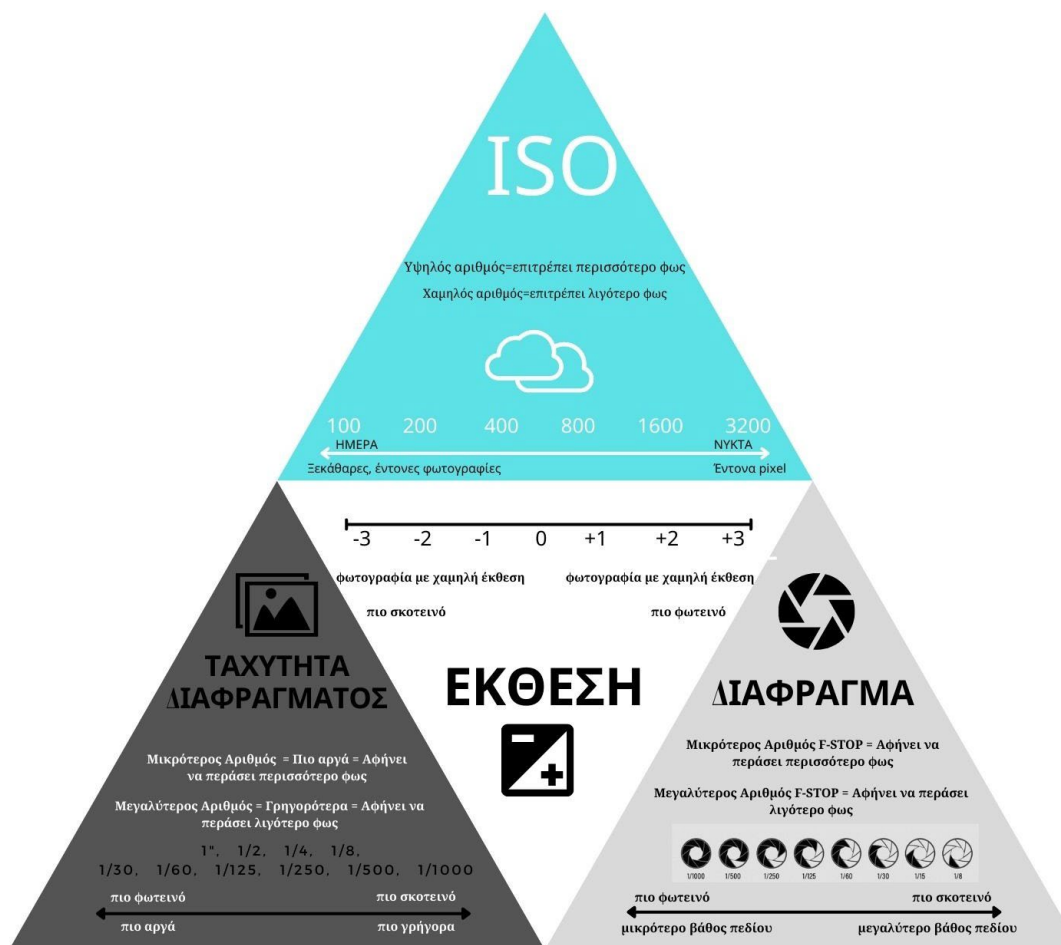 ISO
Υψηλός αριθμός=επιτρέπει περισσότερο φως
Χαμηλός αριθμός=επιτρέπει λιγότερο φως
100 200 400 800 1600 3200
ΗΜΕΡΑ ΝΥΚΤΑ
Ξεκάθαρες, έντονες φωτογραφίες Έντονα pixel
-3 -2 -1 0 +1 +2 +3
φωτογραφία με χαμηλή έκθεση φωτογραφία με χαμηλή έκθεση
πιο σκοτεινό πιο φωτεινό
ΕΚΘΕΣΗ
ΤΑΧΥΤΗΤΑ
ΔΙΑΦΡΑΓΜΑΤΟΣ
Μικρότερος Αριθμός = Πιο αργά = Αφήνει
να περάσει περισσότερο φως
Μεγαλύτερος Αριθμός = Γρηγορότερα = Αφήνει να
περάσει λιγότερο φως
1", 1/2, 1/4, 1/8,
1/30, 1/60, 1/125, 1/250, 1/500, 1/1000
πιο φωτεινό πιο σκοτεινό
πιο αργά πιο γρήγορα
ΔΙΑΦΡΑΓΜΑ
Μικρότερος Αριθμός F-STOP = Αφήνει να
περάσει περισσότερο φως
Μεγαλύτερος Αριθμός F-STOP = Αφήνει να περάσει
λιγότερο φως
1/1000 1/500 1/250 1/125 1/60 1/30 1/15 1/8
πιο φωτεινό πιο σκοτεινό
μικρότερο βάθος πεδίου μεγαλύτερο βάθος πεδίου